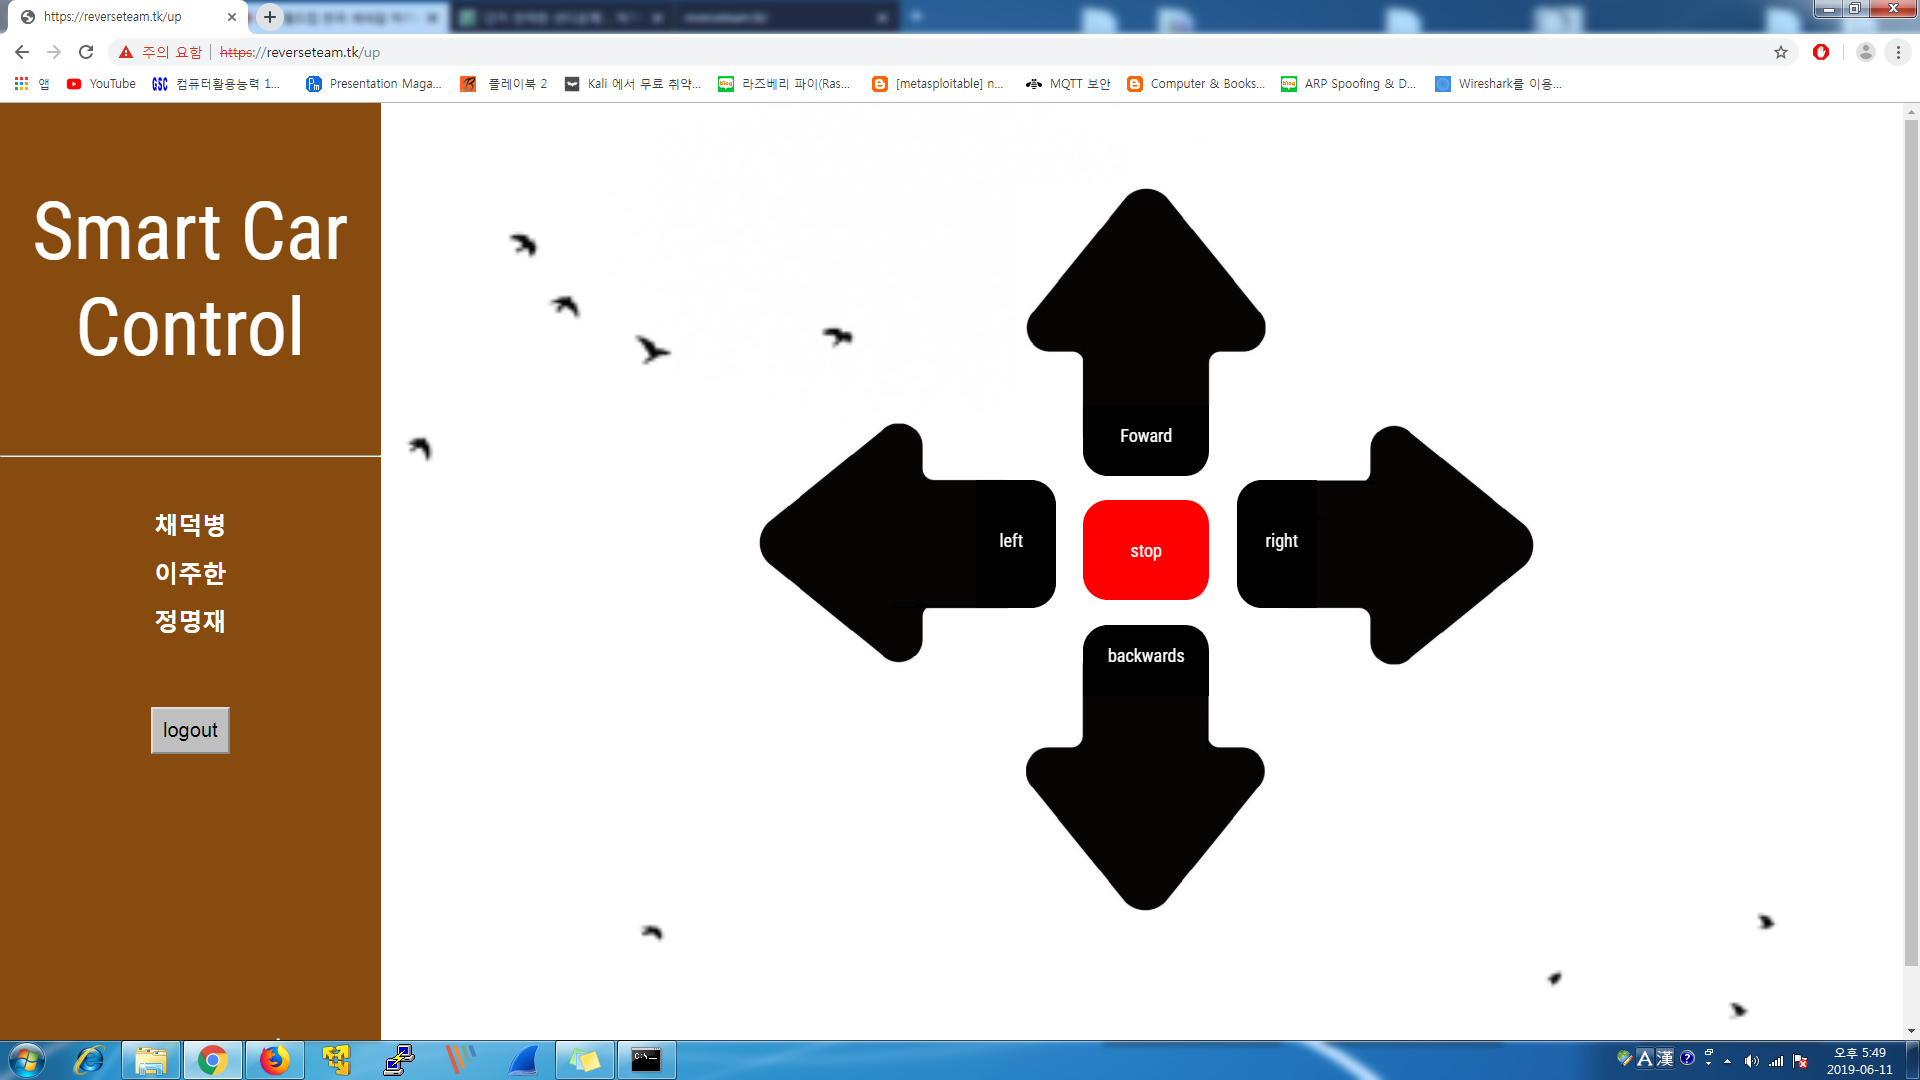 https://reverseteam.tk/up
주의 요함 https://reverseteam.tk/up
앱 YouTube GSC 컴퓨터활용능력 1... Presentation Maga... 플레이북 2 Kali 에서 무료 취약... blog 라즈베리 파이(Ras... [metasploitable] n... MQTT 보안 Computer & Books... blog ARP Spoofing & D... Wireshark를 이용...
Smart Car
Control
채덕병
이주한
정명재
logout
Foward
left
stop
right
backwards
A 漢
오후 5:49
2019-06-11